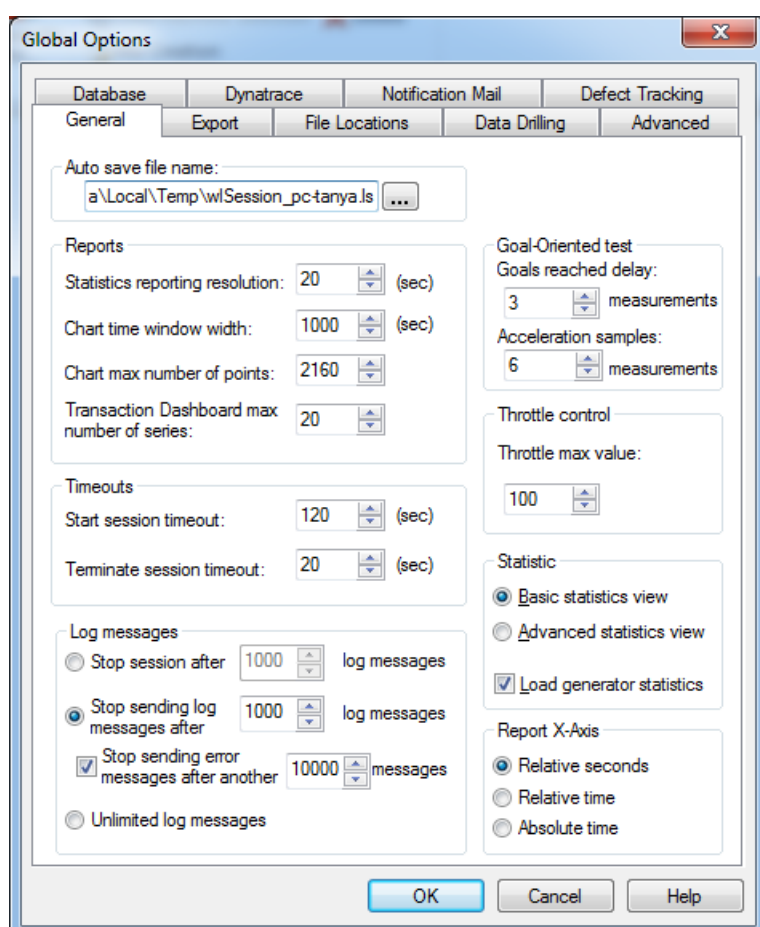 Global Options
Database Dynatrace Notification Mail Defect Tracking
General Export File Locations Data Drilling Advanced
Auto save file name:
a\Local\Temp\wlSession_pc-tanya.ls ...
Reports
Statistics reporting resolution: 20 (sec)
Chart time window width: 1000 (sec)
Chart max number of points: 2160
Transaction Dashboard max
number of series: 20
Timeouts
Start session timeout: 120 (sec)
Terminate session timeout: 20 (sec)
Log messages
Stop session after 1000 log messages
Stop sending log
messages after 1000 log messages
Stop sending error
messages after another 10000 messages
Unlimited log messages
Goal-Oriented test
Goals reached delay:
3 measurements
Acceleration samples:
6 measurements
Throttle control
Throttle max value:
100
Statistic
Basic statistics view
Advanced statistics view
Load generator statistics
Report X-Axis
Relative seconds
Relative time
Absolute time
OK Cancel Help